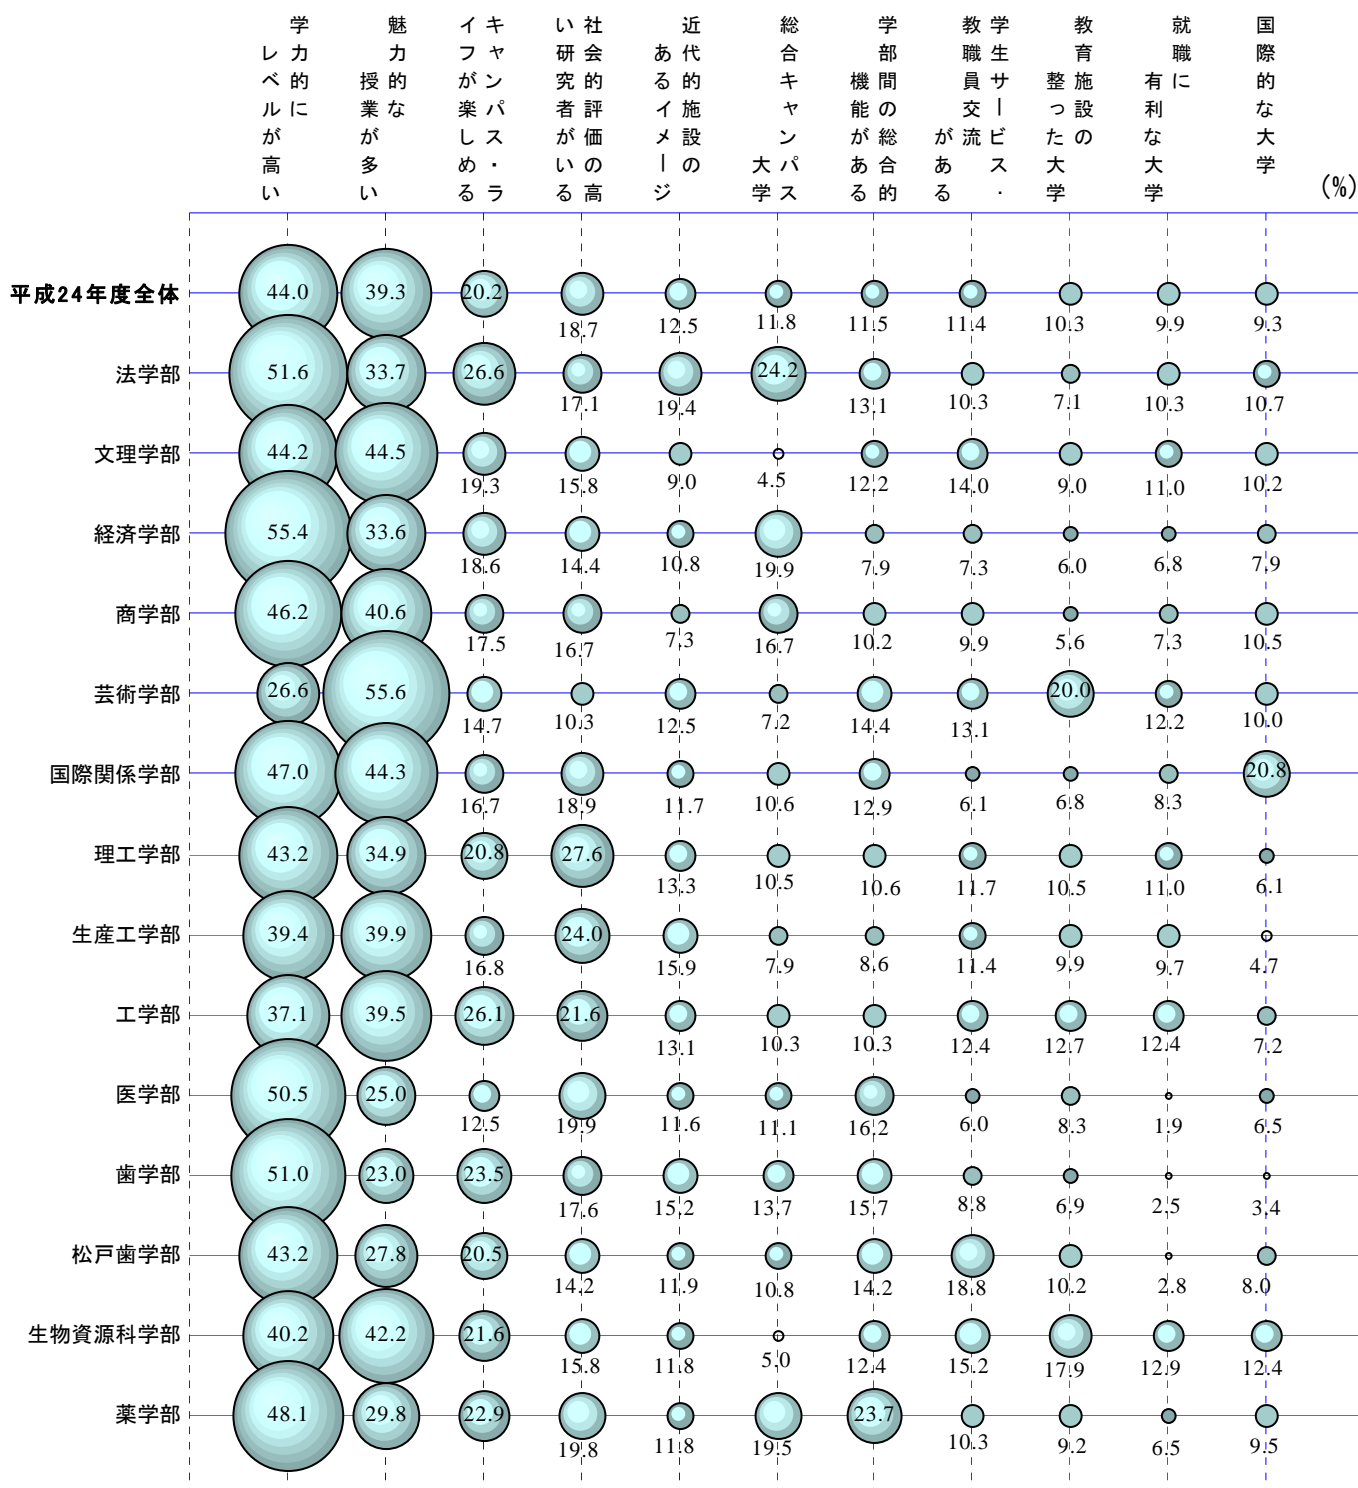 学力的に
レベルが高い
魅力的な
授業が多い
キャンパス・ラ
イフが楽しめる
社会的評価の高
い研究者がいる
近代的施設の
あるイメージ
総合キャンパス
大学
学部間の総合的
機能がある
学生サービス・
教職員交流
がある
教育施設の
整った大学
就職に
有利な大学
国際的な大学
(%)
平成24年度全体 44.0 39.3 20.2 18.7 12.5 11.8 11.5 11.4 10.3 9.9 9.3
法学部 51.6 33.7 26.6 17.1 19.4 24.2 13.1 10.3 7.1 10.3 10.7
文理学部 44.2 44.5 19.3 15.8 9.0 4.5 12.2 14.0 9.0 11.0 10.2
経済学部 55.4 33.6 18.6 14.4 10.8 19.9 7.9 7.3 6.0 6.8 7.9
商学部 46.2 40.6 17.5 16.7 7.3 16.7 10.2 9.9 5.6 7.3 10.5
芸術学部 26.6 55.6 14.7 10.3 12.5 7.2 14.4 13.1 20.0 12.2 10.0
国際関係学部 47.0 44.3 16.7 18.9 11.7 10.6 12.9 6.1 6.8 8.3 20.8
理工学部 43.2 34.9 20.8 27.6 13.3 10.5 10.6 11.7 10.5 11.0 6.1
生産工学部 39.4 39.9 16.8 24.0 15.9 7.9 8.6 11.4 9.9 9.7 4.7
工学部 37.1 39.5 26.1 21.6 13.1 10.3 10.3 12.4 12.7 12.4 7.2
医学部 50.5 25.0 12.5 19.9 11.6 11.1 16.2 6.0 8.3 1.9 6.5
歯学部 51.0 23.0 23.5 17.6 15.2 13.7 15.7 8.8 6.9 2.5 3.4
松戸歯学部 43.2 27.8 20.5 14.2 11.9 10.8 14.2 18.8 10.2 2.8 8.0
生物資源科学部 40.2 42.2 21.6 15.8 11.8 5.0 12.4 15.2 17.9 12.9 12.4
薬学部 48.1 29.8 22.9 19.8 11.8 19.5 23.7 10.3 9.2 6.5 9.5